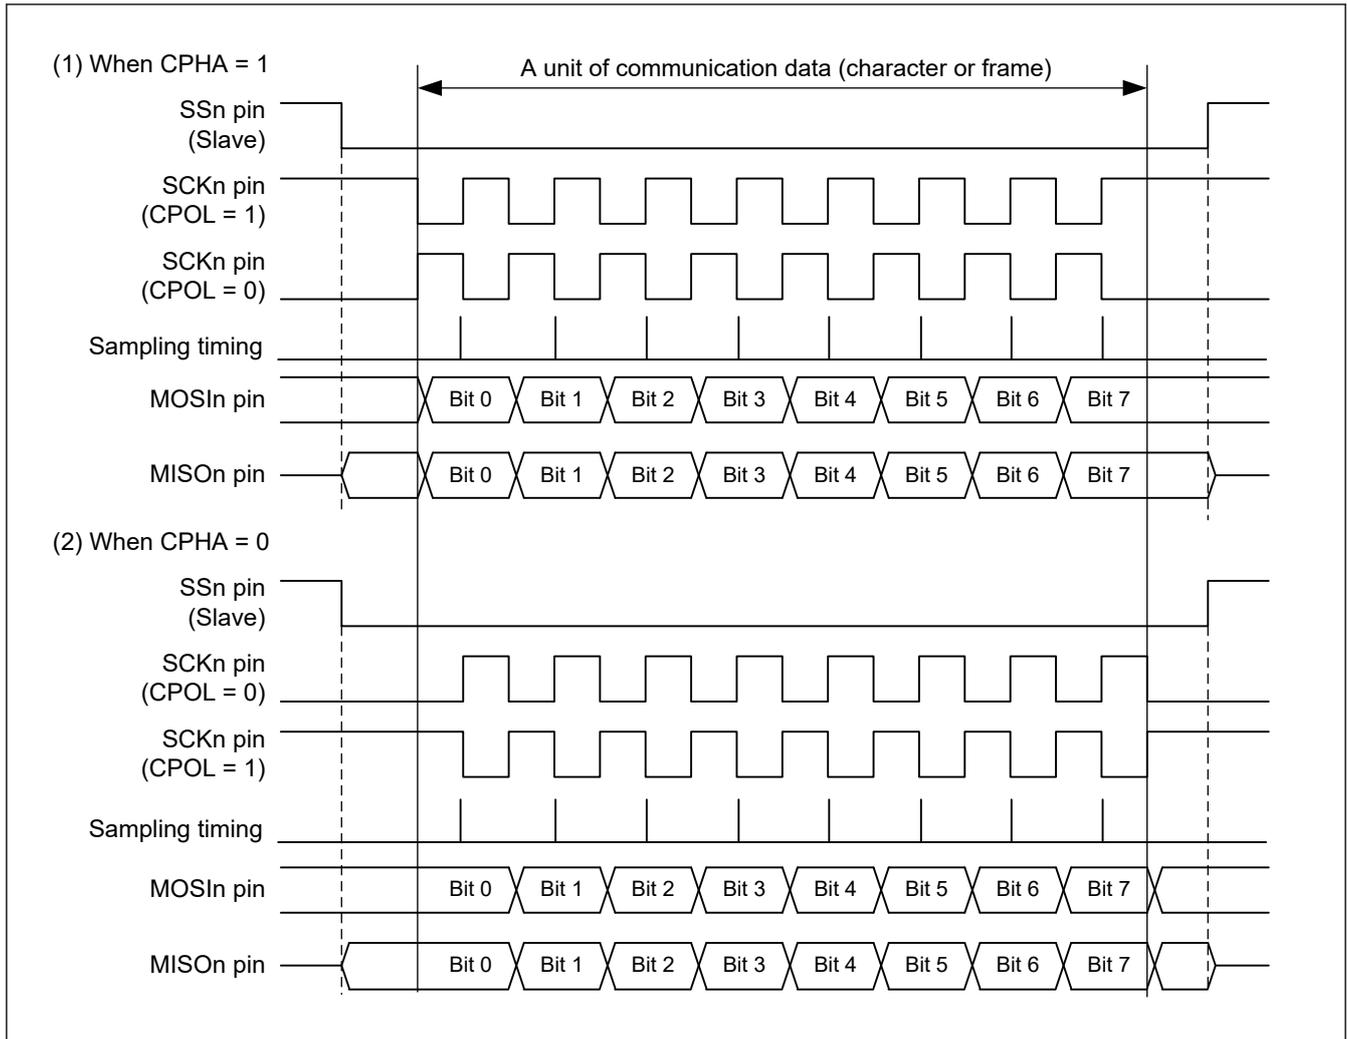 (1) When CPHA = 1
A unit of communication data (character or frame)
SSn pin
(Slave)
SCKn pin
(CPOL = 1)
SCKn pin
(CPOL = 0)
Sampling timing
MOSIn pin
Bit 0 Bit 1 Bit 2 Bit 3 Bit 4 Bit 5 Bit 6 Bit 7
MISOn pin
Bit 0 Bit 1 Bit 2 Bit 3 Bit 4 Bit 5 Bit 6 Bit 7
(2) When CPHA = 0
SSn pin
(Slave)
SCKn pin
(CPOL = 0)
SCKn pin
(CPOL = 1)
Sampling timing
MOSIn pin
Bit 0 Bit 1 Bit 2 Bit 3 Bit 4 Bit 5 Bit 6 Bit 7
MISOn pin
Bit 0 Bit 1 Bit 2 Bit 3 Bit 4 Bit 5 Bit 6 Bit 7